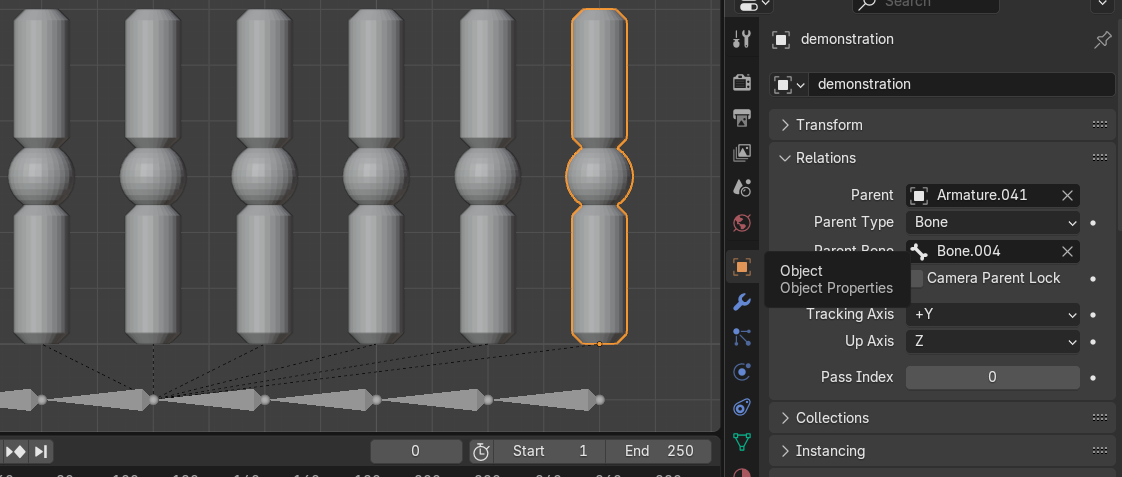 Search
demonstration
demonstration
Transform
Relations
Parent Armature.041
Parent Type Bone
Parent Bone Bone.004
Object
Object Properties
Camera Parent Lock
Tracking Axis +Y
Up Axis Z
Pass Index 0
Collections
Instancing
0 Start 1 End 250